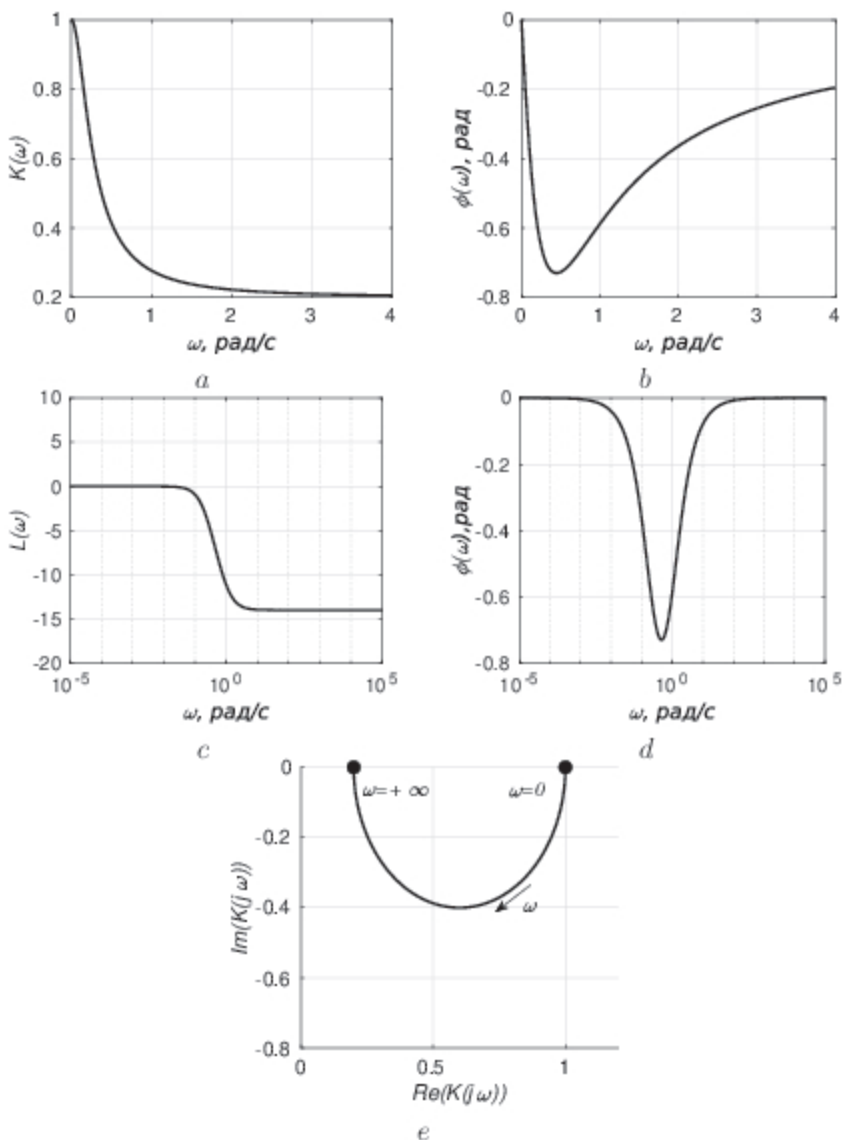 K(ω)
1
0.8
0.6
0.4
0.2
0 1 2 3 4
ω, рад/с
a
ϕ(ω), рад
0
-0.2
-0.4
-0.6
-0.8
0 1 2 3 4
ω, рад/с
b
L(ω)
10
5
0
-5
-10
-15
-20
10^-5 10^0 10^5
ω, рад/с
c
ϕ(ω),рад
0
-0.2
-0.4
-0.6
-0.8
10^-5 10^0 10^5
ω, рад/с
d
Im(K(j ω))
0
-0.2
-0.4
-0.6
-0.8
ω=+ ∞ ω=0
ω
0 0.5 1
Re(K(j ω))
e